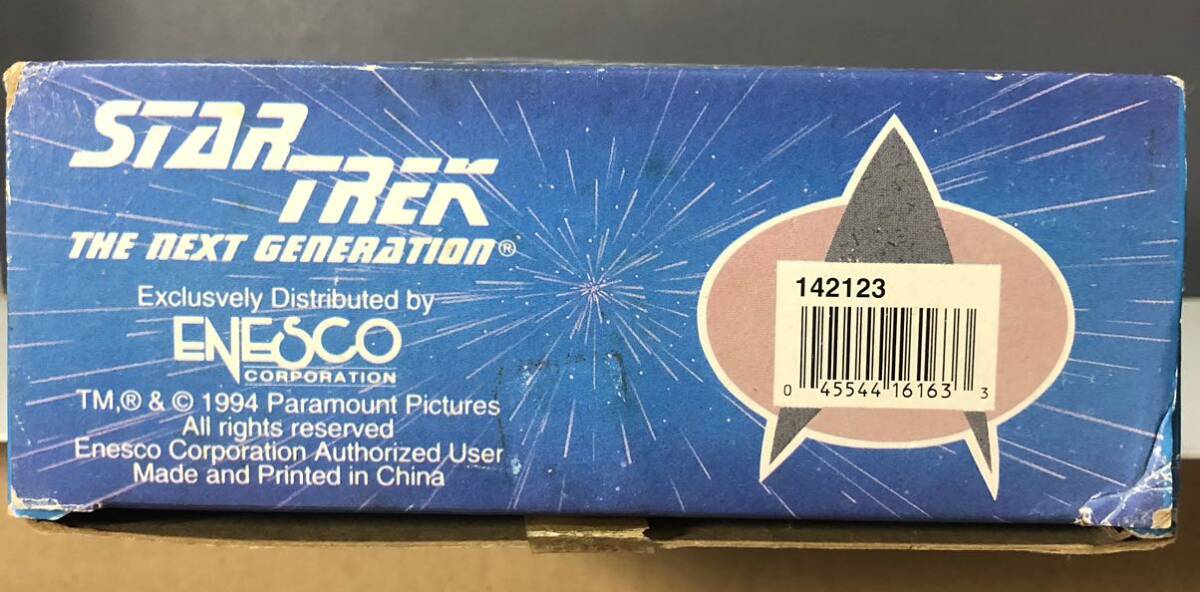 STAR
TREK
THE NEXT GENERATION®
Exclusvely Distributed by
ENESCO
CORPORATION
TM,® & © 1994 Paramount Pictures
All rights reserved
Enesco Corporation Authorized User
Made and Printed in China
142123
0 45544 16163 3